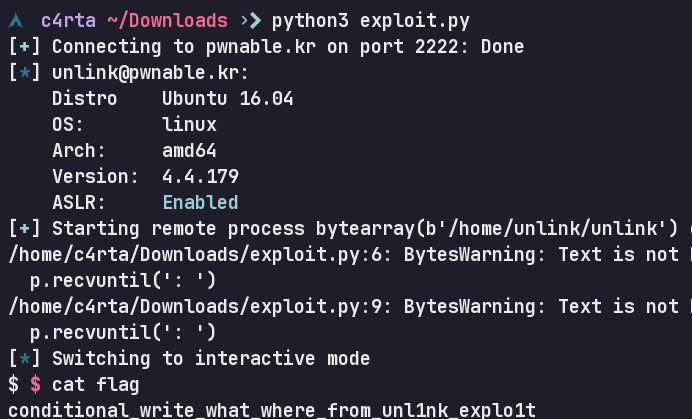 c4rta ~/Downloads ›❯ python3 exploit.py
[+] Connecting to pwnable.kr on port 2222: Done
[*] unlink@pwnable.kr:
    Distro    Ubuntu 16.04
    OS:       linux
    Arch:     amd64
    Version:  4.4.179
    ASLR:     Enabled
[+] Starting remote process bytearray(b'/home/unlink/unlink')
/home/c4rta/Downloads/exploit.py:6: BytesWarning: Text is not
  p.recvuntil(': ')
/home/c4rta/Downloads/exploit.py:9: BytesWarning: Text is not
  p.recvuntil(': ')
[*] Switching to interactive mode
$ $ cat flag
conditional_write_what_where_from_unl1nk_explo1t